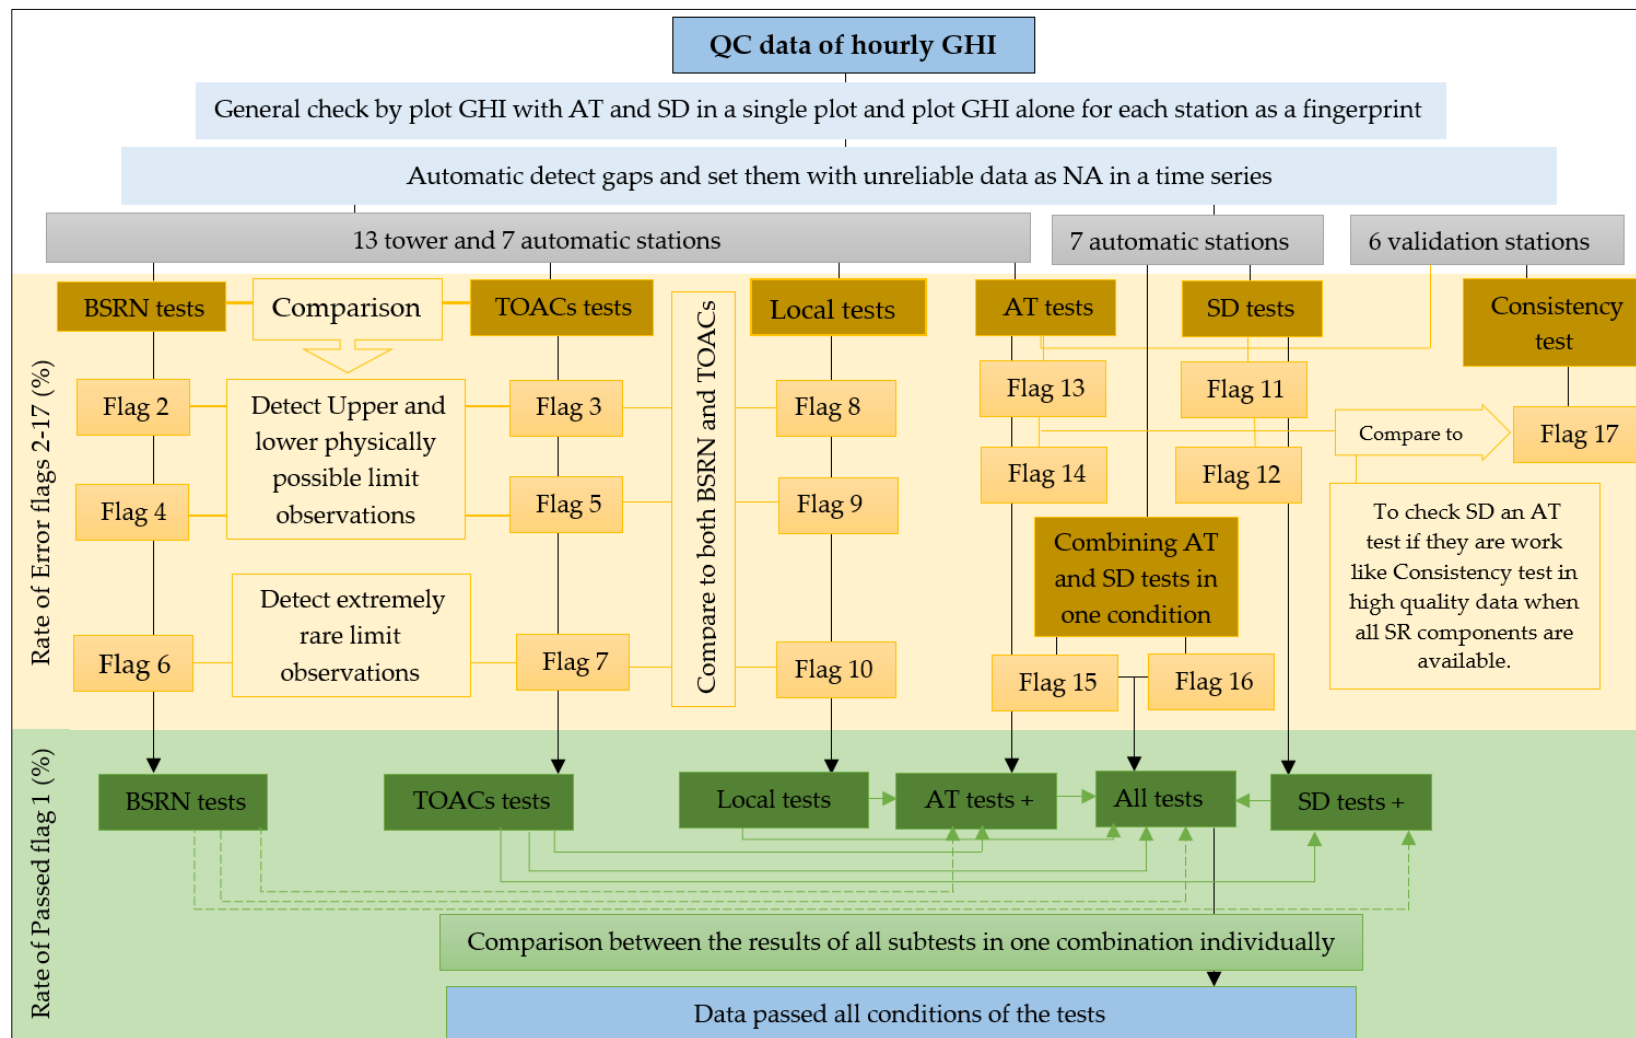 QC data of hourly GHI
General check by plot GHI with AT and SD in a single plot and plot GHI alone for each station as a fingerprint
Automatic detect gaps and set them with unreliable data as NA in a time series
13 tower and 7 automatic stations
7 automatic stations
6 validation stations
Rate of Error flags 2-17 (%)
BSRN tests
Comparison
TOACs tests
Local tests
AT tests
SD tests
Consistency
test
Flag 2
Detect Upper and
lower physically
possible limit
observations
Flag 3
Compare to both BSRN and TOACs
Flag 8
Flag 13
Flag 11
Compare to
Flag 17
Flag 4
Flag 5
Flag 9
Flag 14
Flag 12
To check SD an AT
test if they are work
like Consistency test in
high quality data when
all SR components are
available.
Combining AT
and SD tests in
one condition
Flag 6
Detect extremely
rare limit
observations
Flag 7
Flag 10
Flag 15
Flag 16
Rate of Passed flag 1 (%)
BSRN tests
TOACs tests
Local tests
AT tests +
All tests
SD tests +
Comparison between the results of all subtests in one combination individually
Data passed all conditions of the tests